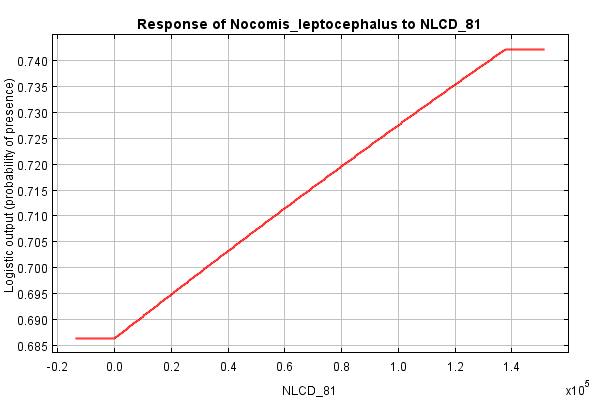 Response of Nocomis_leptocephalus to NLCD_81
Logistic output (probability of presence)
0.740
0.735
0.730
0.725
0.720
0.715
0.710
0.705
0.700
0.695
0.690
0.685
-0.2 0.0 0.2 0.4 0.6 0.8 1.0 1.2 1.4
NLCD_81
x10^5